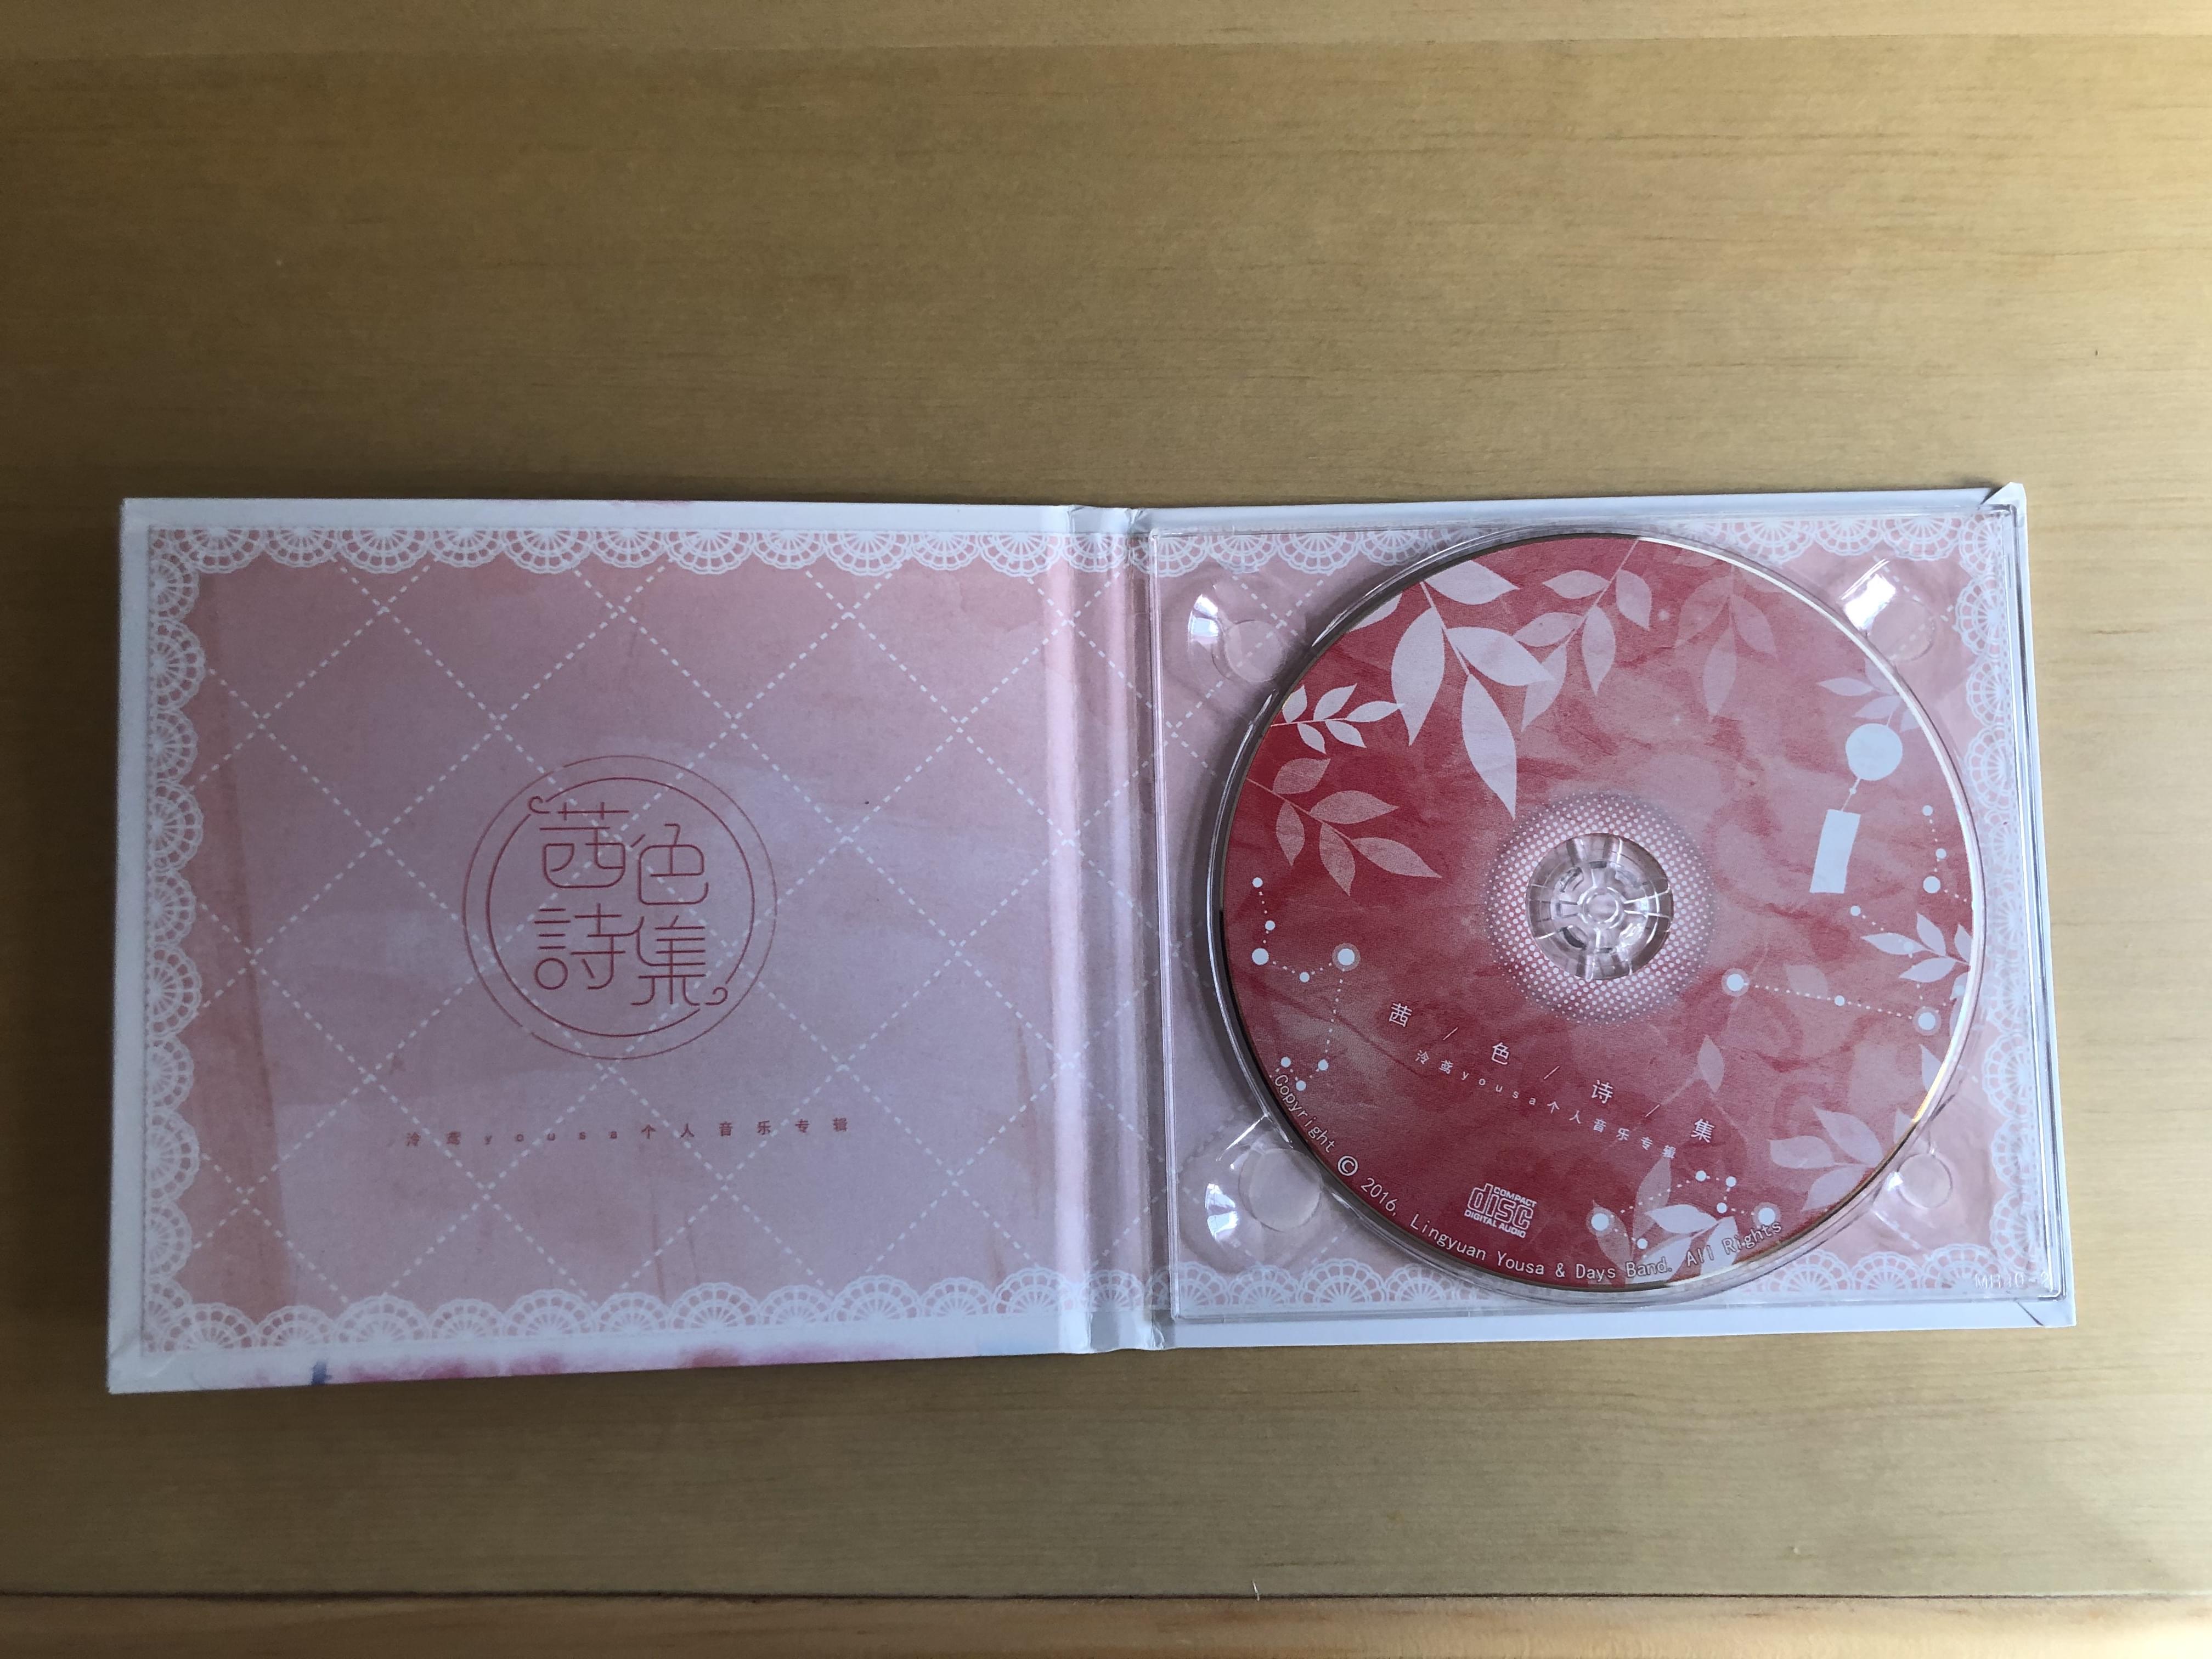 茜色
詩集
泠鸢yousa个人音乐专辑
茜/色/诗/集
泠鸢yousa个人音乐专辑
COMPACT
disc
DIGITAL AUDIO
Copyright © 2016, Lingyuan Yousa & Days Band. All Rights